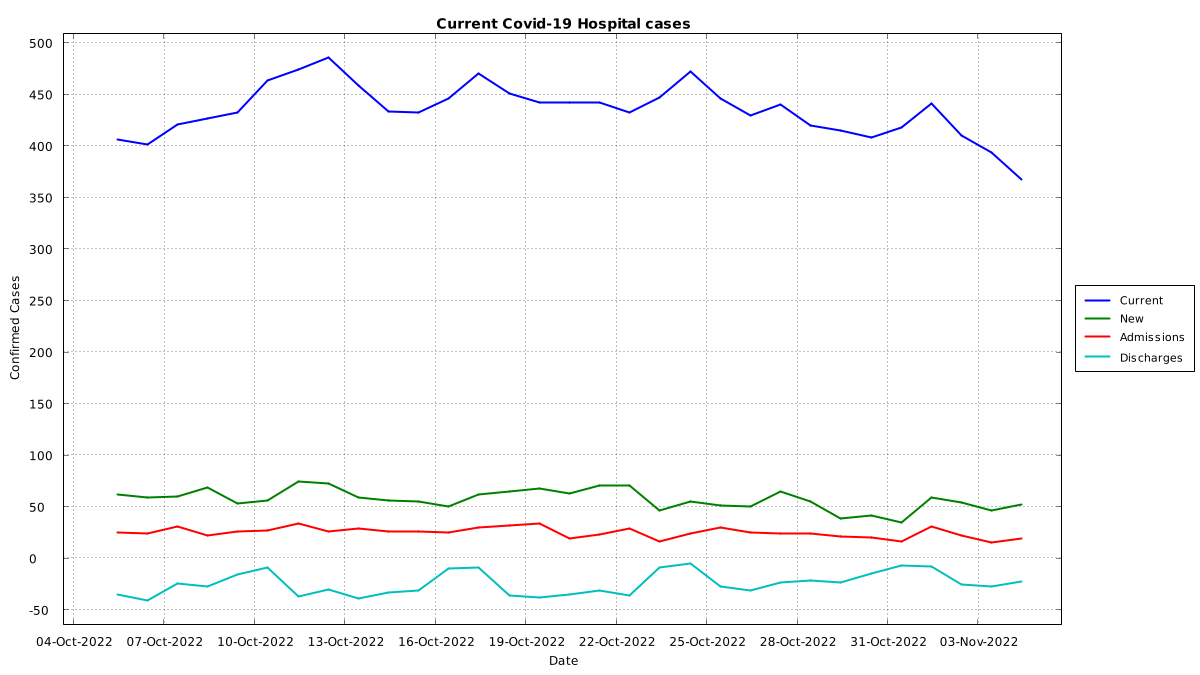 Current Covid-19 Hospital cases
500
450
400
350
300
250
200
150
100
50
0
-50
Confirmed Cases
04-Oct-2022 07-Oct-2022 10-Oct-2022 13-Oct-2022 16-Oct-2022 19-Oct-2022 22-Oct-2022 25-Oct-2022 28-Oct-2022 31-Oct-2022 03-Nov-2022
Date
Current
New
Admissions
Discharges